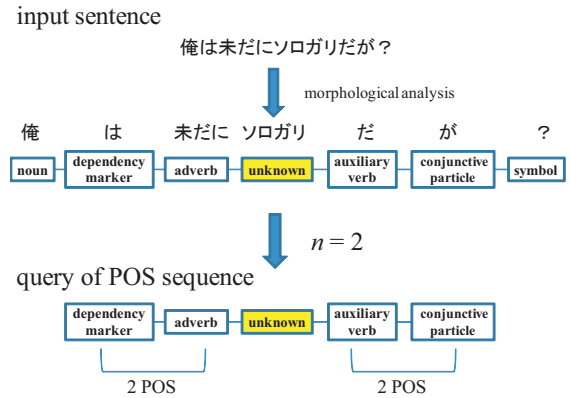 input sentence
俺は未だにソロガリだが？
morphological analysis
俺 は 未だに ソロガリ だ が ？
noun dependency marker adverb unknown auxiliary verb conjunctive particle symbol
n = 2
query of POS sequence
dependency marker adverb unknown auxiliary verb conjunctive particle
2 POS 2 POS